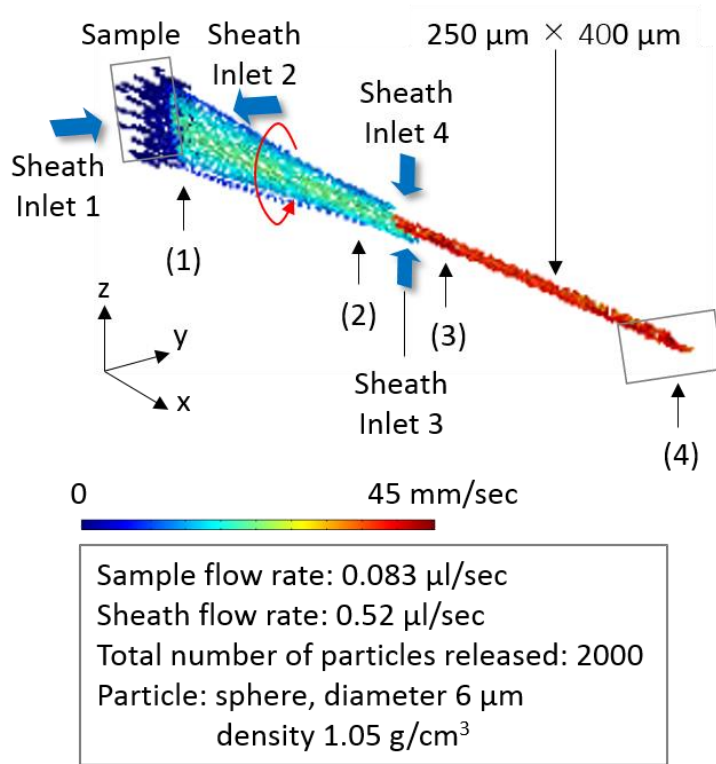 Sample
Sheath
Inlet 2
250 μm × 400 μm
Sheath
Inlet 4
Sheath
Inlet 1
(1)
(2)
(3)
Sheath
Inlet 3
(4)
z
y
x
0
45 mm/sec
Sample flow rate: 0.083 μl/sec
Sheath flow rate: 0.52 μl/sec
Total number of particles released: 2000
Particle: sphere, diameter 6 μm
density 1.05 g/cm³